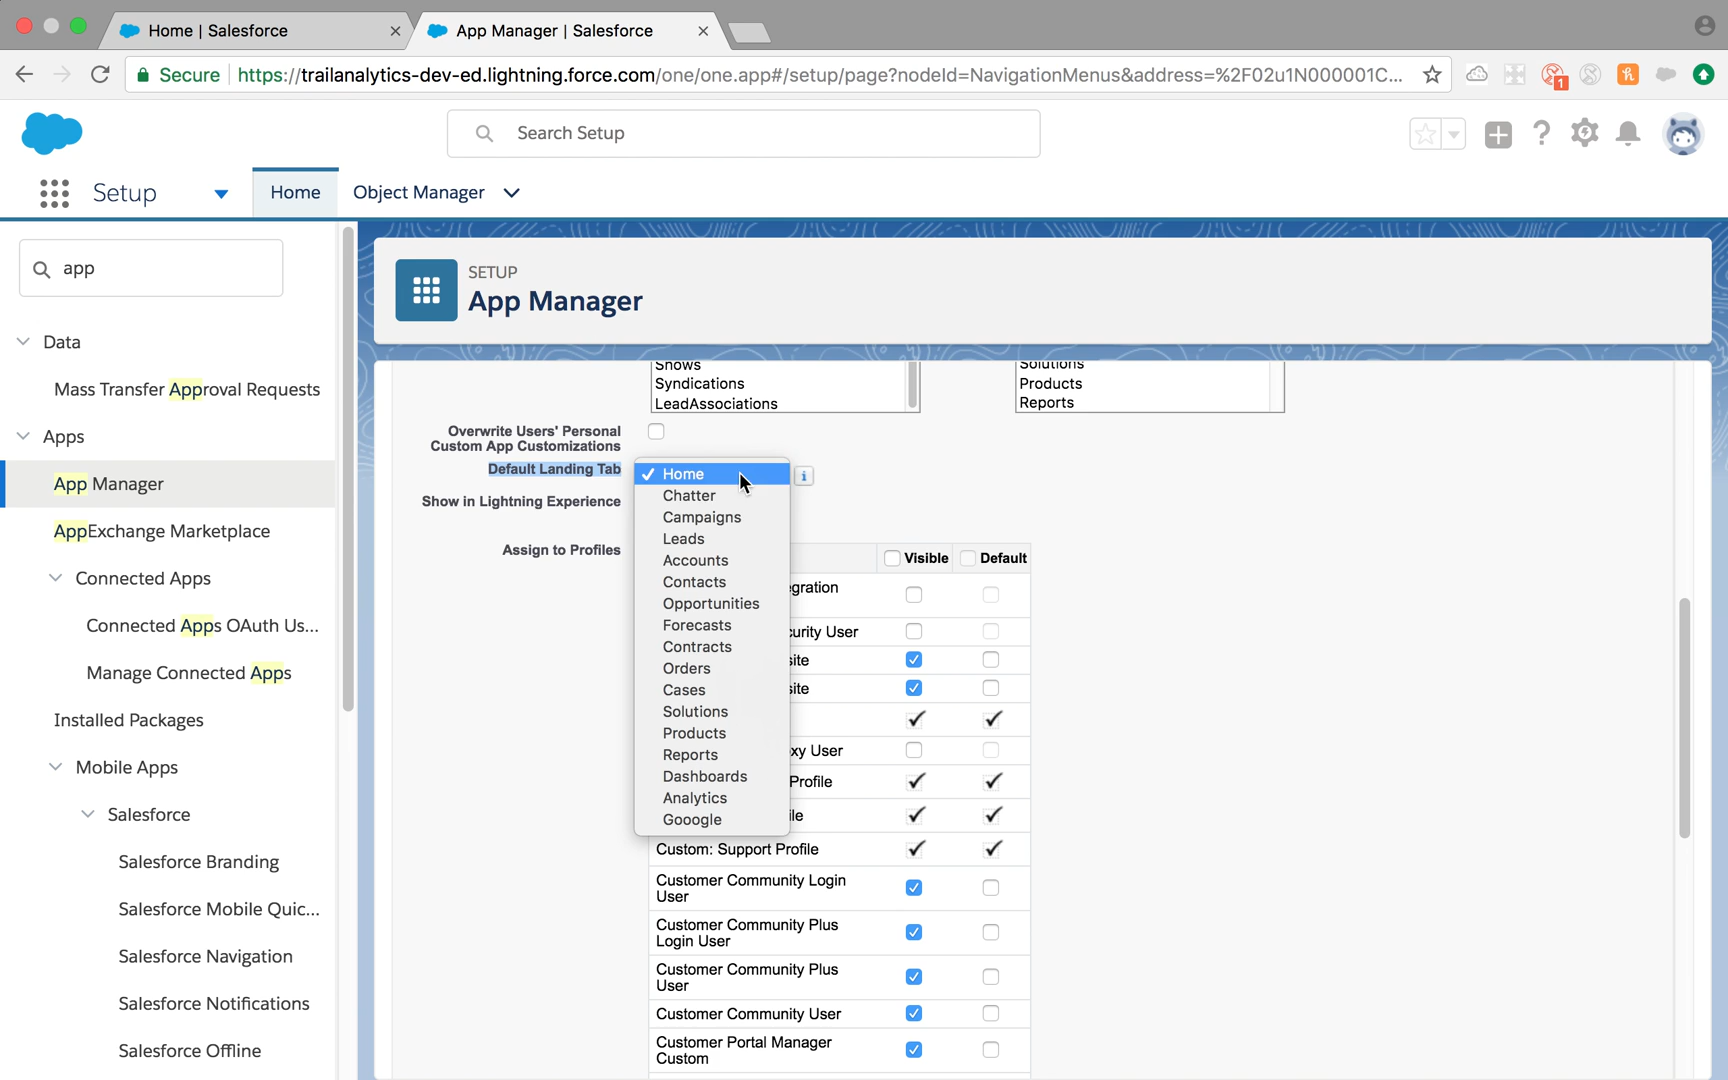 Home | Salesforce
App Manager | Salesforce
Secure
https://trailanalytics-dev-ed.lightning.force.com/one/one.app#/setup/page?nodeId=NavigationMenus&address=%2F02u1N000001C...
1
Search Setup
Setup
Home
Object Manager
app
Data
Mass Transfer Approval Requests
Apps
App Manager
AppExchange Marketplace
Connected Apps
Connected Apps OAuth Us...
Manage Connected Apps
Installed Packages
Mobile Apps
Salesforce
Salesforce Branding
Salesforce Mobile Quic...
Salesforce Navigation
Salesforce Notifications
Salesforce Offline
SETUP
App Manager
Shows
Syndications
LeadAssociations
Solutions
Products
Reports
Overwrite Users' Personal
Custom App Customizations
Default Landing Tab
Show in Lightning Experience
Assign to Profiles
Home
Chatter
Campaigns
Leads
Accounts
Contacts
Opportunities
Forecasts
Contracts
Orders
Cases
Solutions
Products
Reports
Dashboards
Analytics
Gooogle
Visible
Default
egration
curity User
site
site
xy User
Profile
ile
Custom: Support Profile
Customer Community Login
User
Customer Community Plus
Login User
Customer Community Plus
User
Customer Community User
Customer Portal Manager
Custom